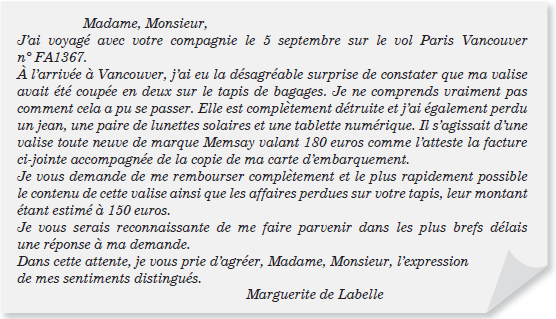 Madame, Monsieur,
J'ai voyagé avec votre compagnie le 5 septembre sur le vol Paris Vancouver
n° FA1367.
À l'arrivée à Vancouver, j'ai eu la désagréable surprise de constater que ma valise
avait été coupée en deux sur le tapis de bagages. Je ne comprends vraiment pas
comment cela a pu se passer. Elle est complètement détruite et j'ai également perdu
un jean, une paire de lunettes solaires et une tablette numérique. Il s'agissait d'une
valise toute neuve de marque Memsay valant 180 euros comme l'atteste la facture
ci-jointe accompagnée de la copie de ma carte d'embarquement.
Je vous demande de me rembourser complètement et le plus rapidement possible
le contenu de cette valise ainsi que les affaires perdues sur votre tapis, leur montant
étant estimé à 150 euros.
Je vous serais reconnaissante de me faire parvenir dans les plus brefs délais
une réponse à ma demande.
Dans cette attente, je vous prie d'agréer, Madame, Monsieur, l'expression
de mes sentiments distingués.
Marguerite de Labelle